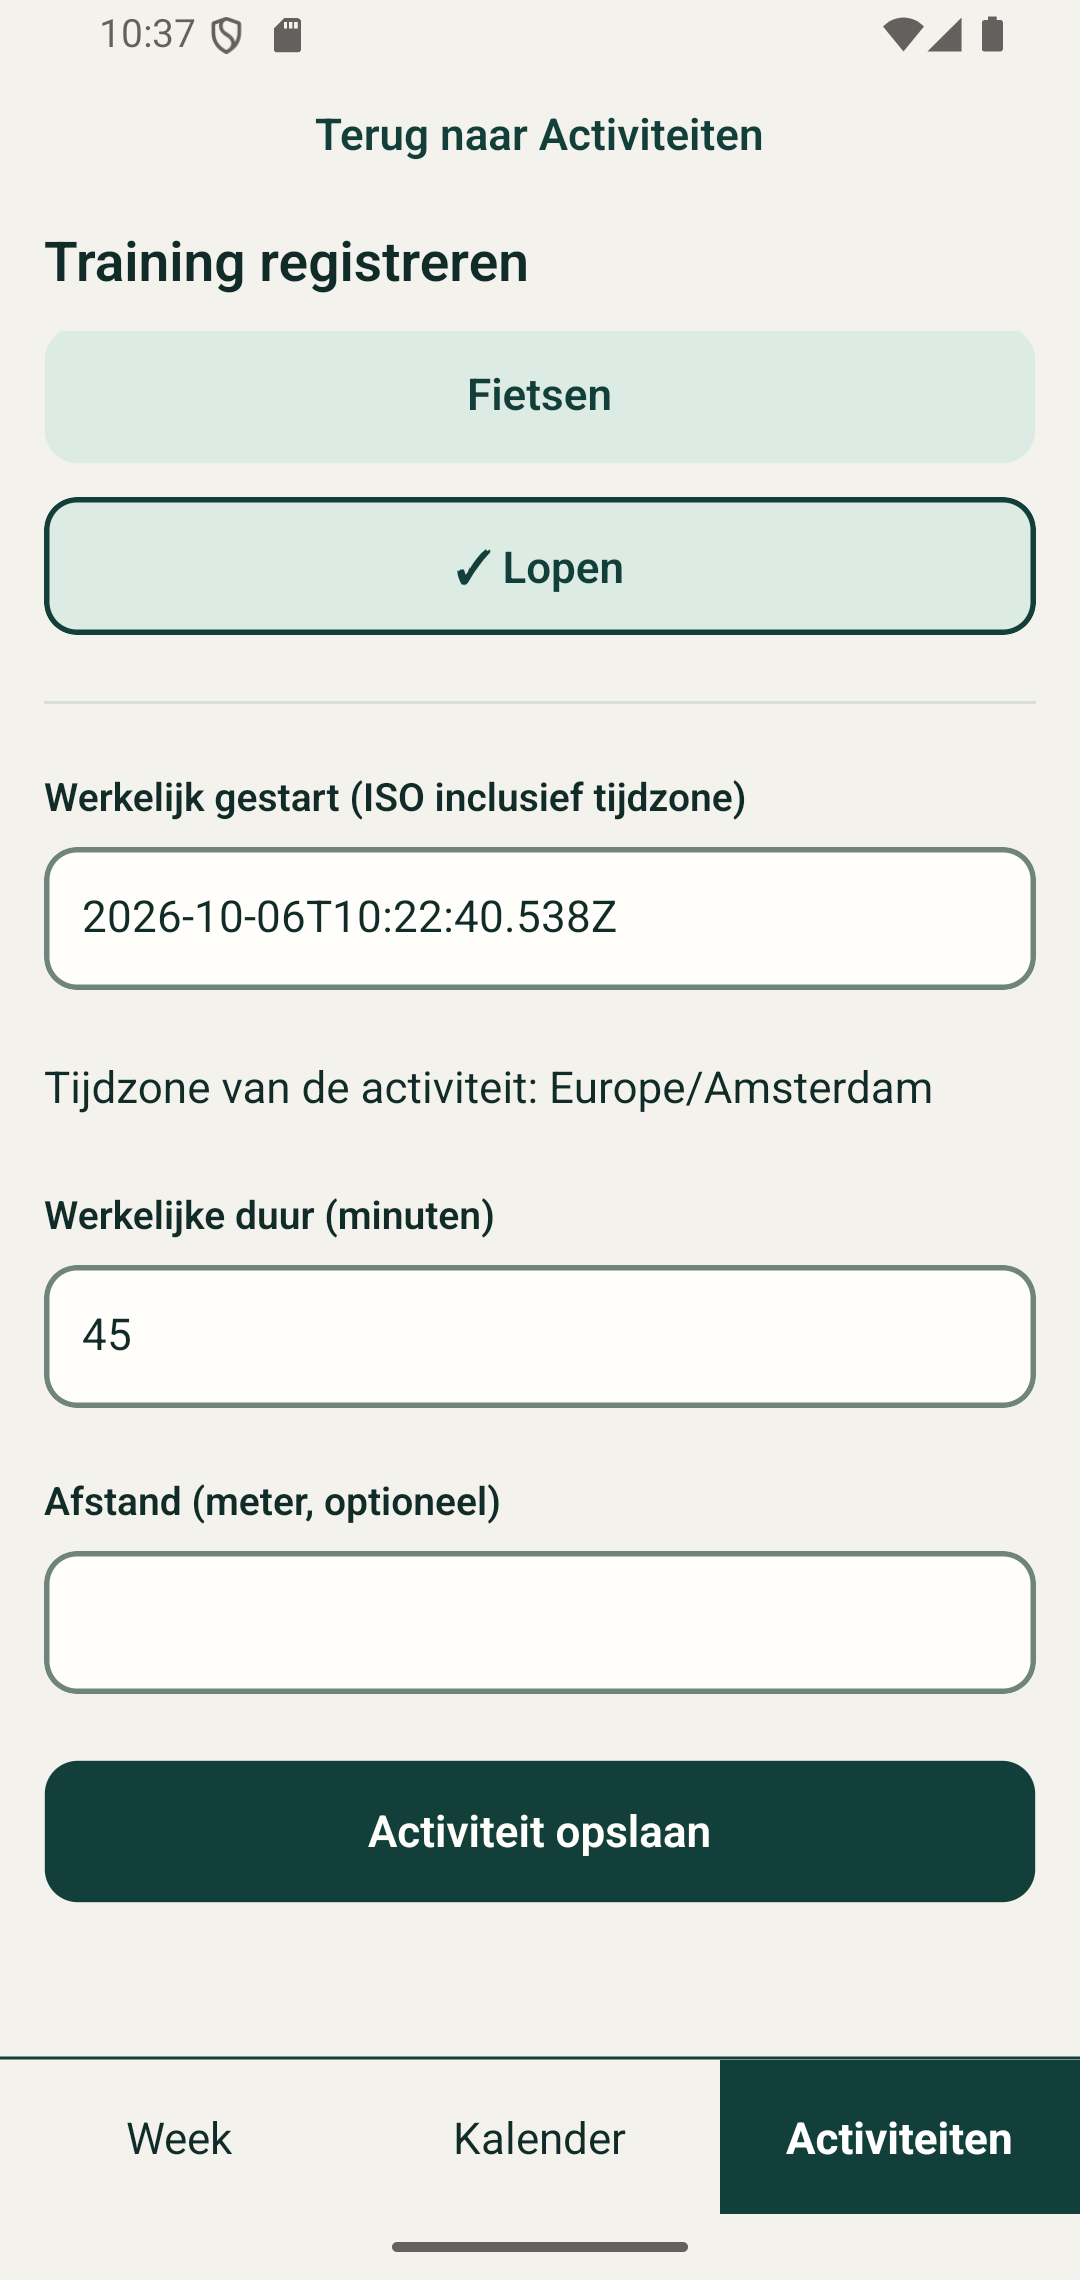 10:37
Terug naar Activiteiten
Training registreren
Fietsen
✓ Lopen
Werkelijk gestart (ISO inclusief tijdzone)
2026-10-06T10:22:40.538Z
Tijdzone van de activiteit: Europe/Amsterdam
Werkelijke duur (minuten)
45
Afstand (meter, optioneel)
Activiteit opslaan
Week
Kalender
Activiteiten